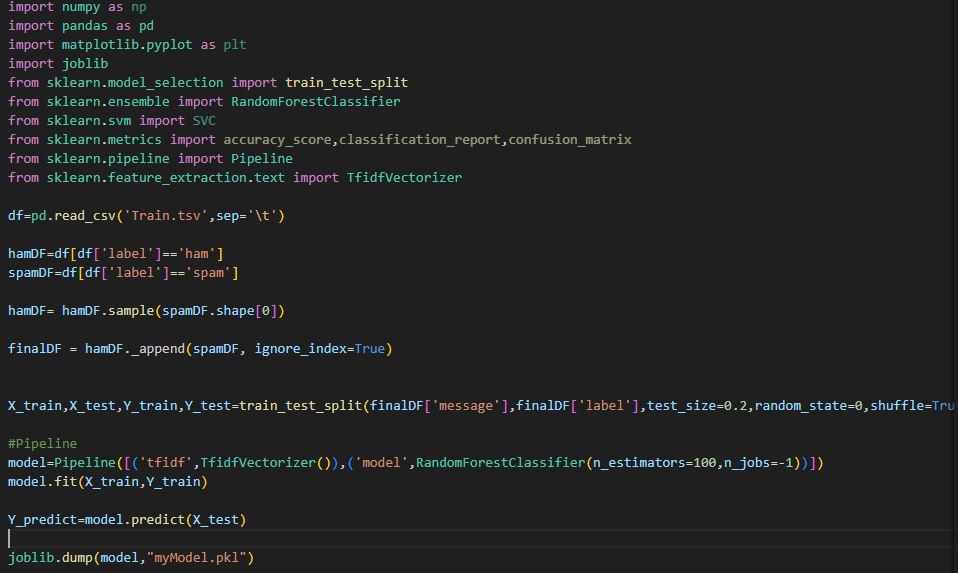 import numpy as np
import pandas as pd
import matplotlib.pyplot as plt
import joblib
from sklearn.model_selection import train_test_split
from sklearn.ensemble import RandomForestClassifier
from sklearn.svm import SVC
from sklearn.metrics import accuracy_score,classification_report,confusion_matrix
from sklearn.pipeline import Pipeline
from sklearn.feature_extraction.text import TfidfVectorizer
df=pd.read_csv('Train.tsv',sep='\t')
hamDF=df[df['label']=='ham']
spamDF=df[df['label']=='spam']
hamDF= hamDF.sample(spamDF.shape[0])
finalDF = hamDF._append(spamDF, ignore_index=True)
X_train,X_test,Y_train,Y_test=train_test_split(finalDF['message'],finalDF['label'],test_size=0.2,random_state=0,shuffle=Tru
#Pipeline
model=Pipeline([('tfidf',TfidfVectorizer()),('model',RandomForestClassifier(n_estimators=100,n_jobs=-1))])
model.fit(X_train,Y_train)
Y_predict=model.predict(X_test)
joblib.dump(model,"myModel.pkl")